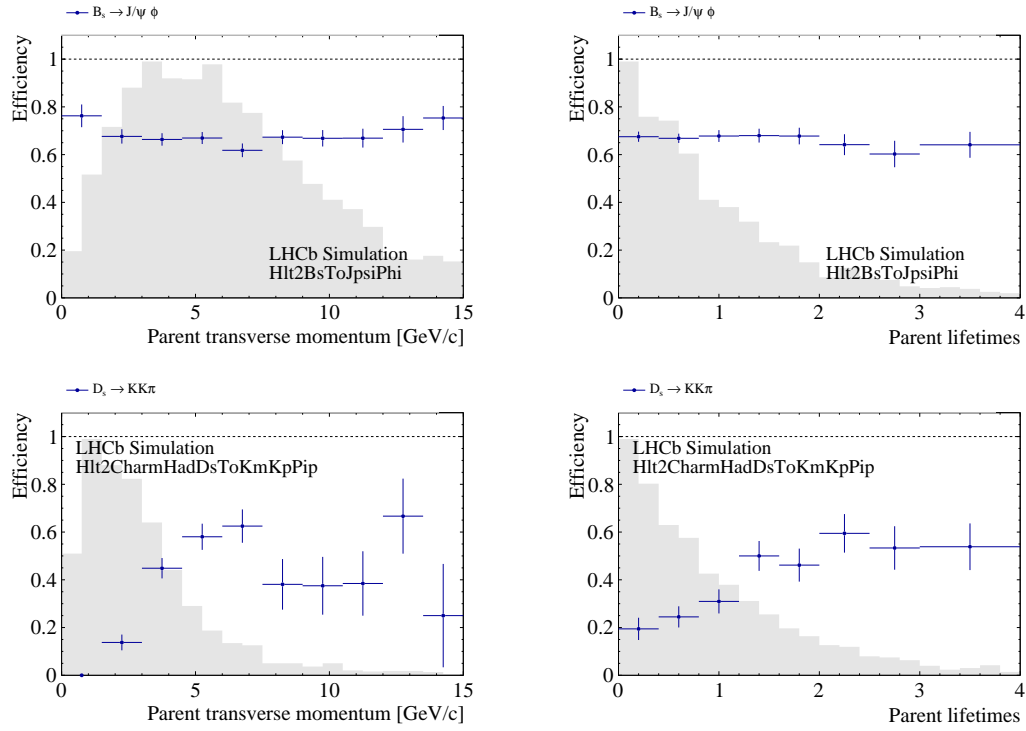 B_s → J/ψ ϕ
Efficiency
1
0.8
0.6
0.4
0.2
0
LHCb Simulation
Hlt2BsToJpsiPhi
0 5 10 15
Parent transverse momentum [GeV/c]
B_s → J/ψ ϕ
Efficiency
1
0.8
0.6
0.4
0.2
0
LHCb Simulation
Hlt2BsToJpsiPhi
0 1 2 3 4
Parent lifetimes
D_s → KKπ
Efficiency
1
LHCb Simulation
Hlt2CharmHadDsToKmKpPip
0.8
0.6
0.4
0.2
0
0 5 10 15
Parent transverse momentum [GeV/c]
D_s → KKπ
Efficiency
1
LHCb Simulation
Hlt2CharmHadDsToKmKpPip
0.8
0.6
0.4
0.2
0
0 1 2 3 4
Parent lifetimes